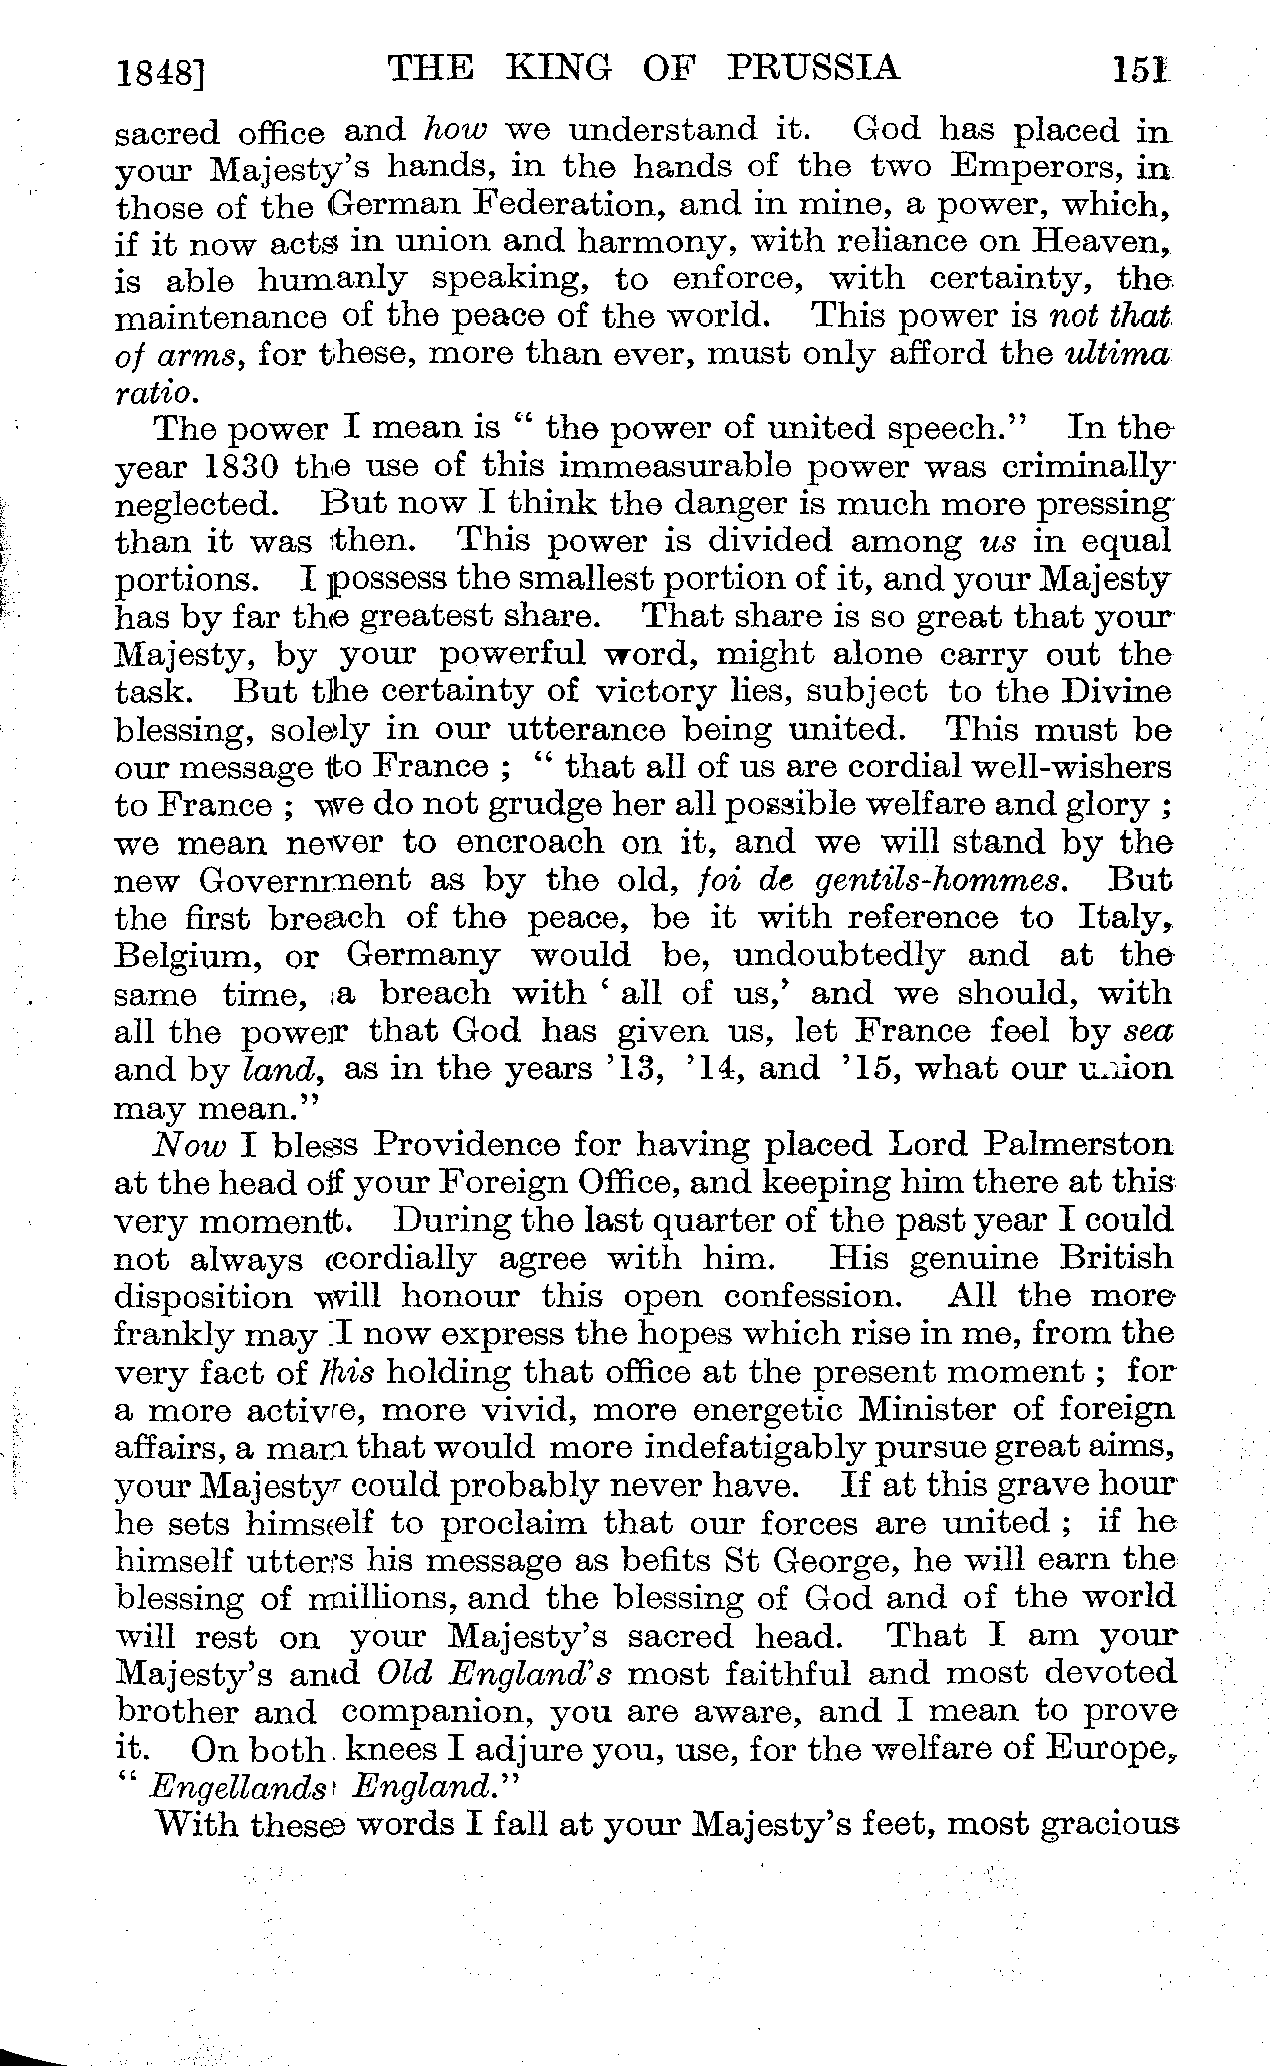 1848] THE KING OF PRUSSIA 151
sacred office and how we understand it. God has placed in
your Majesty's hands, in the hands of the two Emperors, in
those of the German Federation, and in mine, a power, which,
if it now acts in union and harmony, with reliance on Heaven,
is able humanly speaking, to enforce, with certainty, the
maintenance of the peace of the world. This power is not that
of arms, for these, more than ever, must only afford the ultima
ratio.
The power I mean is " the power of united speech." In the
year 1830 the use of this immeasurable power was criminally
neglected. But now I think the danger is much more pressing
than it was then. This power is divided among us in equal
portions. I possess the smallest portion of it, and your Majesty
has by far the greatest share. That share is so great that your
Majesty, by your powerful word, might alone carry out the
task. But the certainty of victory lies, subject to the Divine
blessing, solely in our utterance being united. This must be
our message to France ; " that all of us are cordial well-wishers
to France ; we do not grudge her all possible welfare and glory ;
we mean never to encroach on it, and we will stand by the
new Government as by the old, foi de gentils-hommes. But
the first breach of the peace, be it with reference to Italy,
Belgium, or Germany would be, undoubtedly and at the
same time, a breach with ' all of us,' and we should, with
all the power that God has given us, let France feel by sea
and by land, as in the years '13, '14, and '15, what our union
may mean."
Now I bless Providence for having placed Lord Palmerston
at the head of your Foreign Office, and keeping him there at this
very moment. During the last quarter of the past year I could
not always cordially agree with him. His genuine British
disposition will honour this open confession. All the more
frankly may I now express the hopes which rise in me, from the
very fact of his holding that office at the present moment ; for
a more active, more vivid, more energetic Minister of foreign
affairs, a man that would more indefatigably pursue great aims,
your Majesty could probably never have. If at this grave hour
he sets himself to proclaim that our forces are united ; if he
himself utters his message as befits St George, he will earn the
blessing of millions, and the blessing of God and of the world
will rest on your Majesty's sacred head. That I am your
Majesty's and Old England's most faithful and most devoted
brother and companion, you are aware, and I mean to prove
it. On both knees I adjure you, use, for the welfare of Europe,
" Engellands England."
With these words I fall at your Majesty's feet, most gracious